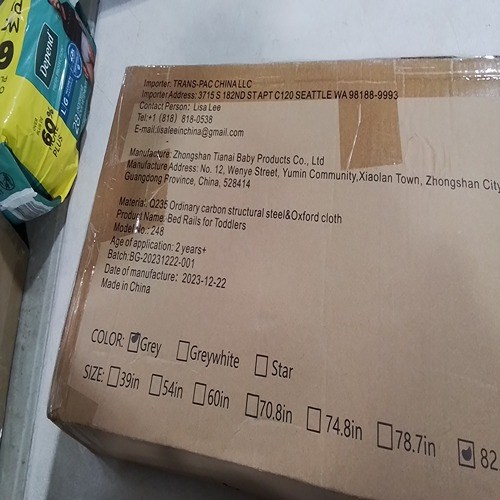 Importer: TRANS-PAC CHINA LLC
Importer Address: 3715 S 182ND ST APT C120 SEATTLE WA 98188-9993
Contact Person: Lisa Lee
Tel:+1 (818) 818-0538
E-mail:lisaleeinchina@gmail.com
Manufacture: Zhongshan Tianai Baby Products Co., Ltd
Manufacture Address: No. 12, Wenye Street, Yumin Community,Xiaolan Town, Zhongshan City
Guangdong Province, China, 528414
Material: Q235 Ordinary carbon structural steel&Oxford cloth
Product Name: Bed Rails for Toddlers
Model No.: 248
Age of application: 2 years+
Batch:BG-20231222-001
Date of manufacture: 2023-12-22
Made in China
COLOR: Grey Greywhite Star
SIZE: 39in 54in 60in 70.8in 74.8in 78.7in 82
Depend
L/G
60%
PLUS